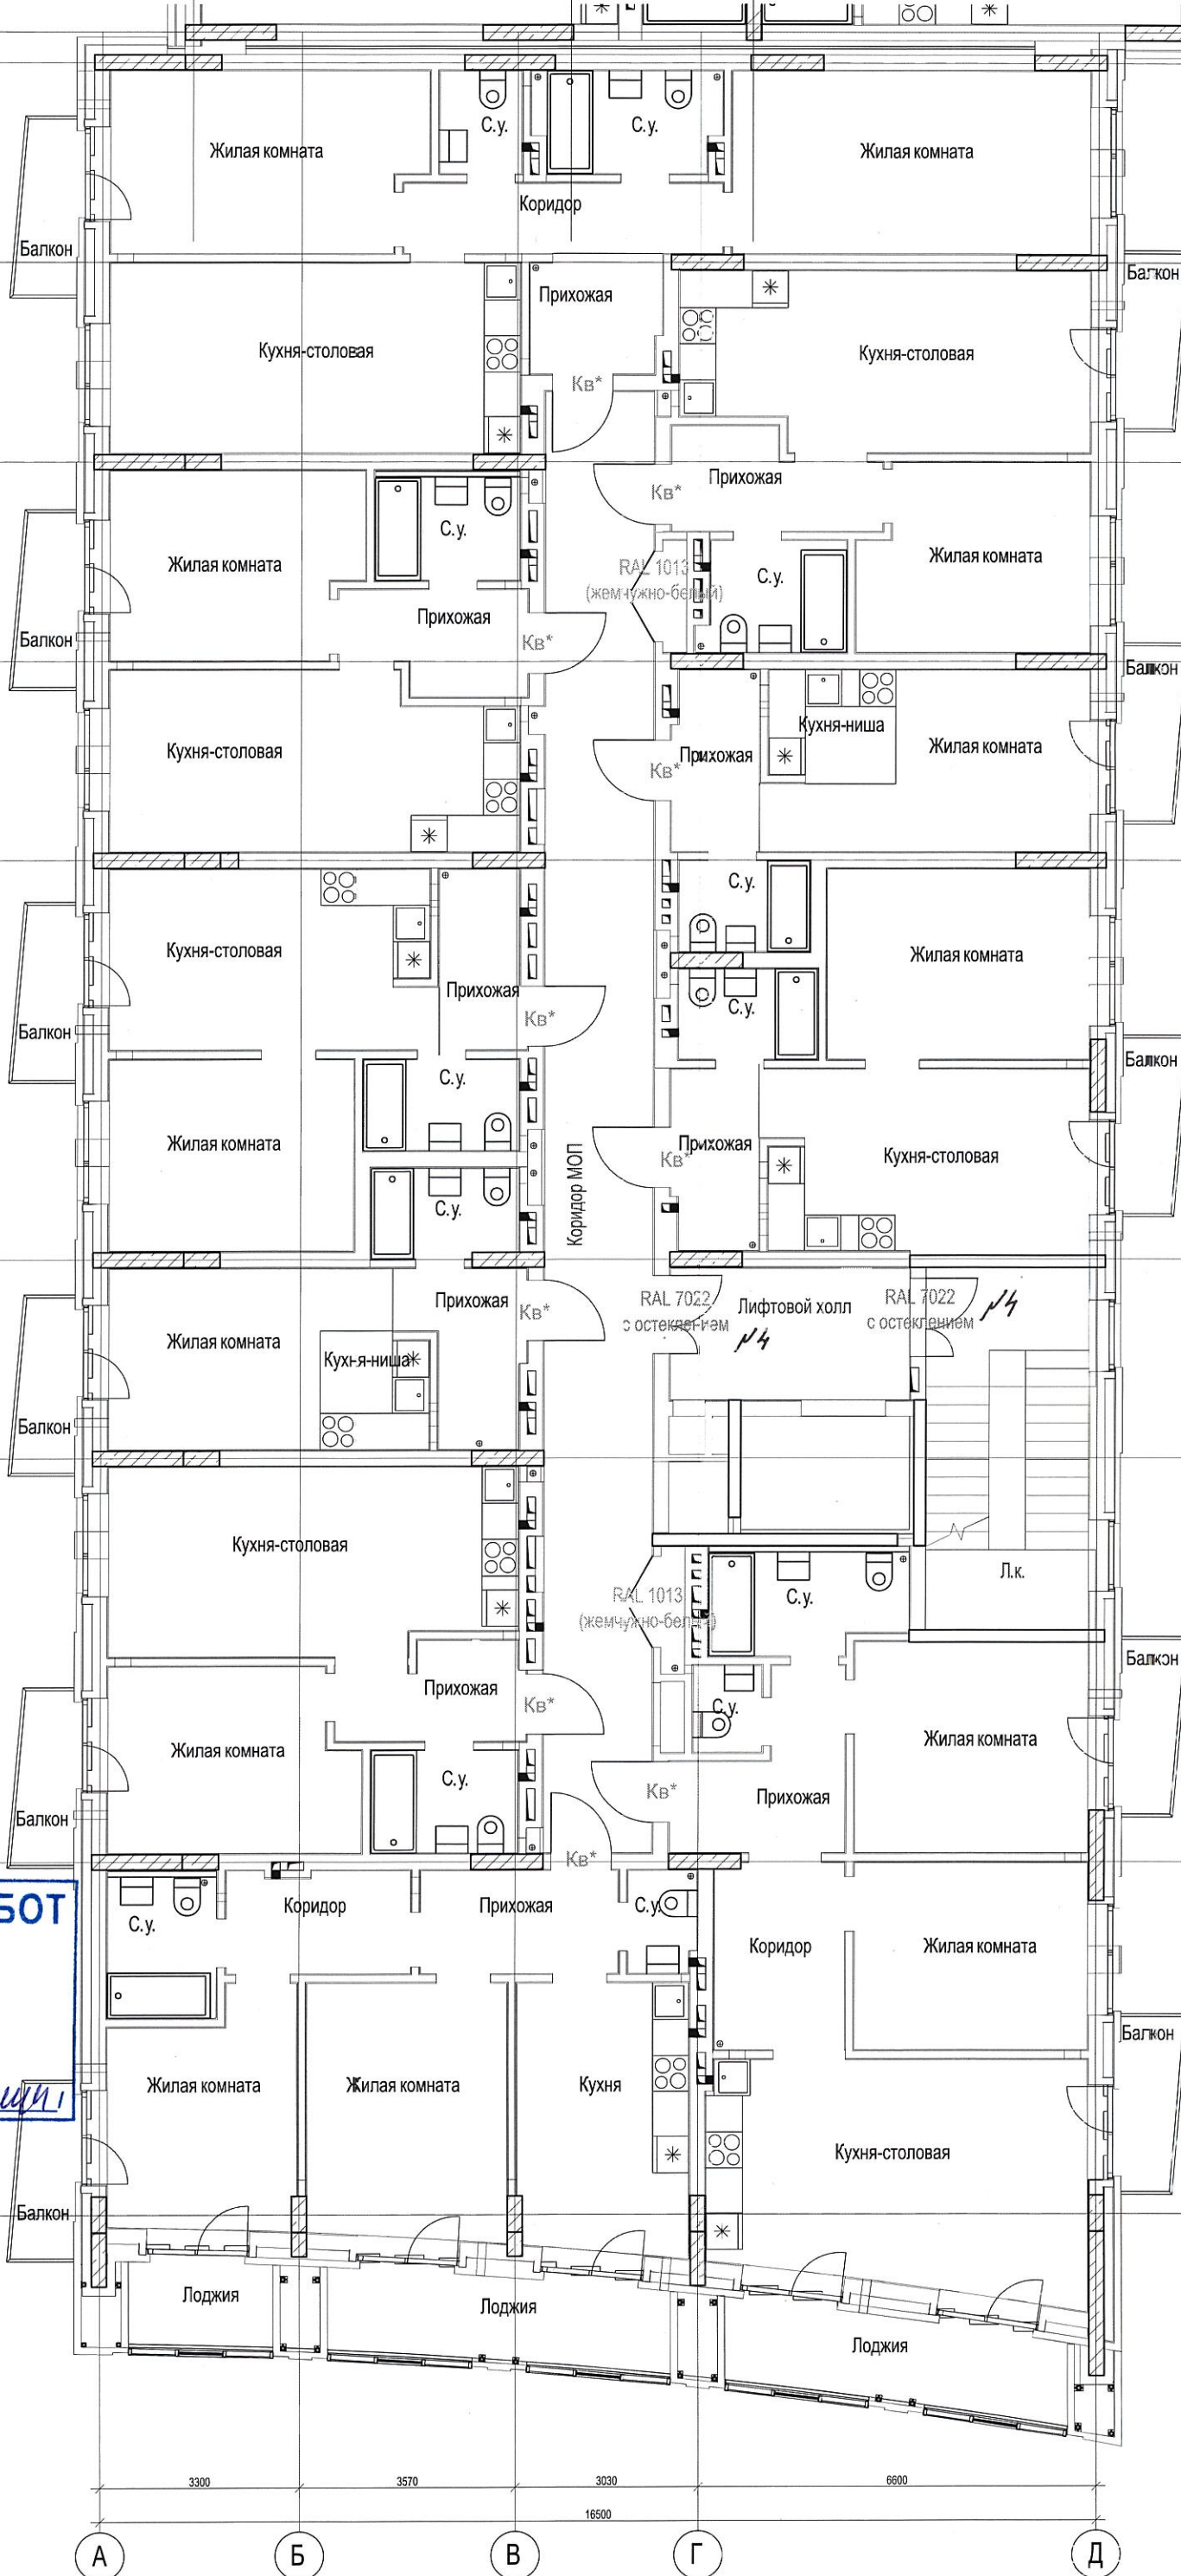 С.у.
С.у.
Жилая комната
Жилая комната
Коридор
Балкон
Балкон
Прихожая
Кухня-столовая
Кухня-столовая
Кв*
Прихожая
Кв*
С.у.
Жилая комната
Жилая комната
RAL 1013
(жемчужно-белый)
С.у.
Прихожая
Балкон
Кв*
Балкон
Кухня-столовая
Кухня-ниша
Жилая комната
Прихожая
Кв*
С.у.
Кухня-столовая
Жилая комната
Прихожая
С.у.
Кв*
Балкон
Балкон
С.у.
Жилая комната
Прихожая
Кв*
Кухня-столовая
С.у.
Коридор МОП
Прихожая
Кв*
RAL 7022
с остеклением
Лифтовой холл
RAL 7022
с остеклением
№4
№4
Жилая комната
Кухня-ниша
Балкон
Кухня-столовая
Л.к.
RAL 1013
(жемчужно-белый)
С.у.
Балкон
Прихожая
Кв*
С.у.
Жилая комната
Жилая комната
С.у.
Кв*
Прихожая
Балкон
Кв*
БОТ
Коридор
Прихожая
С.у.
С.у.
Коридор
Жилая комната
Балкон
Жилая комната
Жилая комната
Кухня
Кухня-столовая
Балкон
Лоджия
Лоджия
Лоджия
3300
3570
3030
6600
16500
А
Б
В
Г
Д